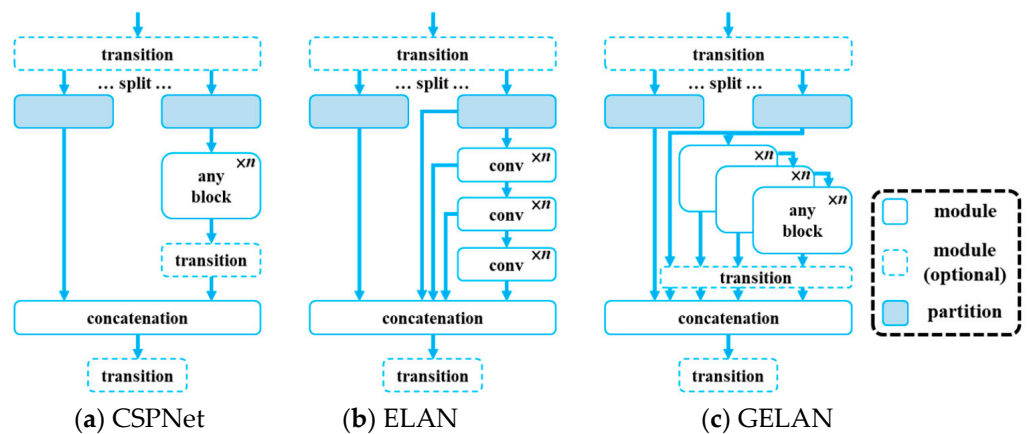 transition
... split ...
×n
any
block
transition
concatenation
transition
(a) CSPNet
transition
... split ...
×n
conv
×n
conv
×n
conv
concatenation
transition
(b) ELAN
transition
... split ...
×n
×n
×n
any
block
transition
concatenation
transition
(c) GELAN
module
module
(optional)
partition